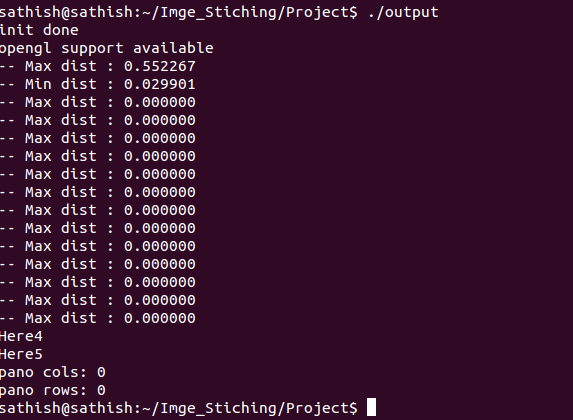 sathish@sathish:~/Imge_Stiching/Project$ ./output
init done
opengl support available
-- Max dist : 0.552267
-- Min dist : 0.029901
-- Max dist : 0.000000
-- Max dist : 0.000000
-- Max dist : 0.000000
-- Max dist : 0.000000
-- Max dist : 0.000000
-- Max dist : 0.000000
-- Max dist : 0.000000
-- Max dist : 0.000000
-- Max dist : 0.000000
-- Max dist : 0.000000
-- Max dist : 0.000000
-- Max dist : 0.000000
-- Max dist : 0.000000
Here4
Here5
pano cols: 0
pano rows: 0
sathish@sathish:~/Imge_Stiching/Project$